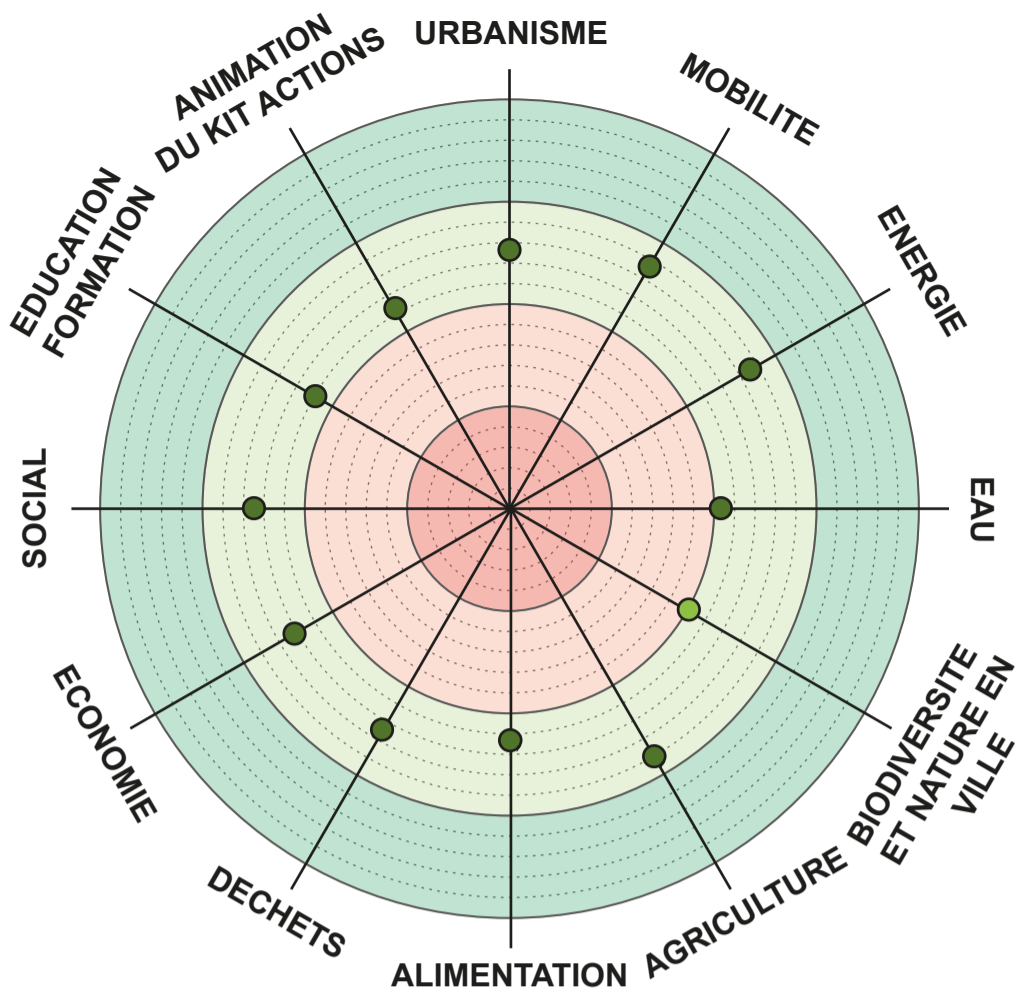 URBANISME
MOBILITE
ENERGIE
EAU
BIODIVERSITE
ET NATURE EN
VILLE
AGRICULTURE
ALIMENTATION
DECHETS
ECONOMIE
SOCIAL
EDUCATION
FORMATION
ANIMATION
DU KIT ACTIONS